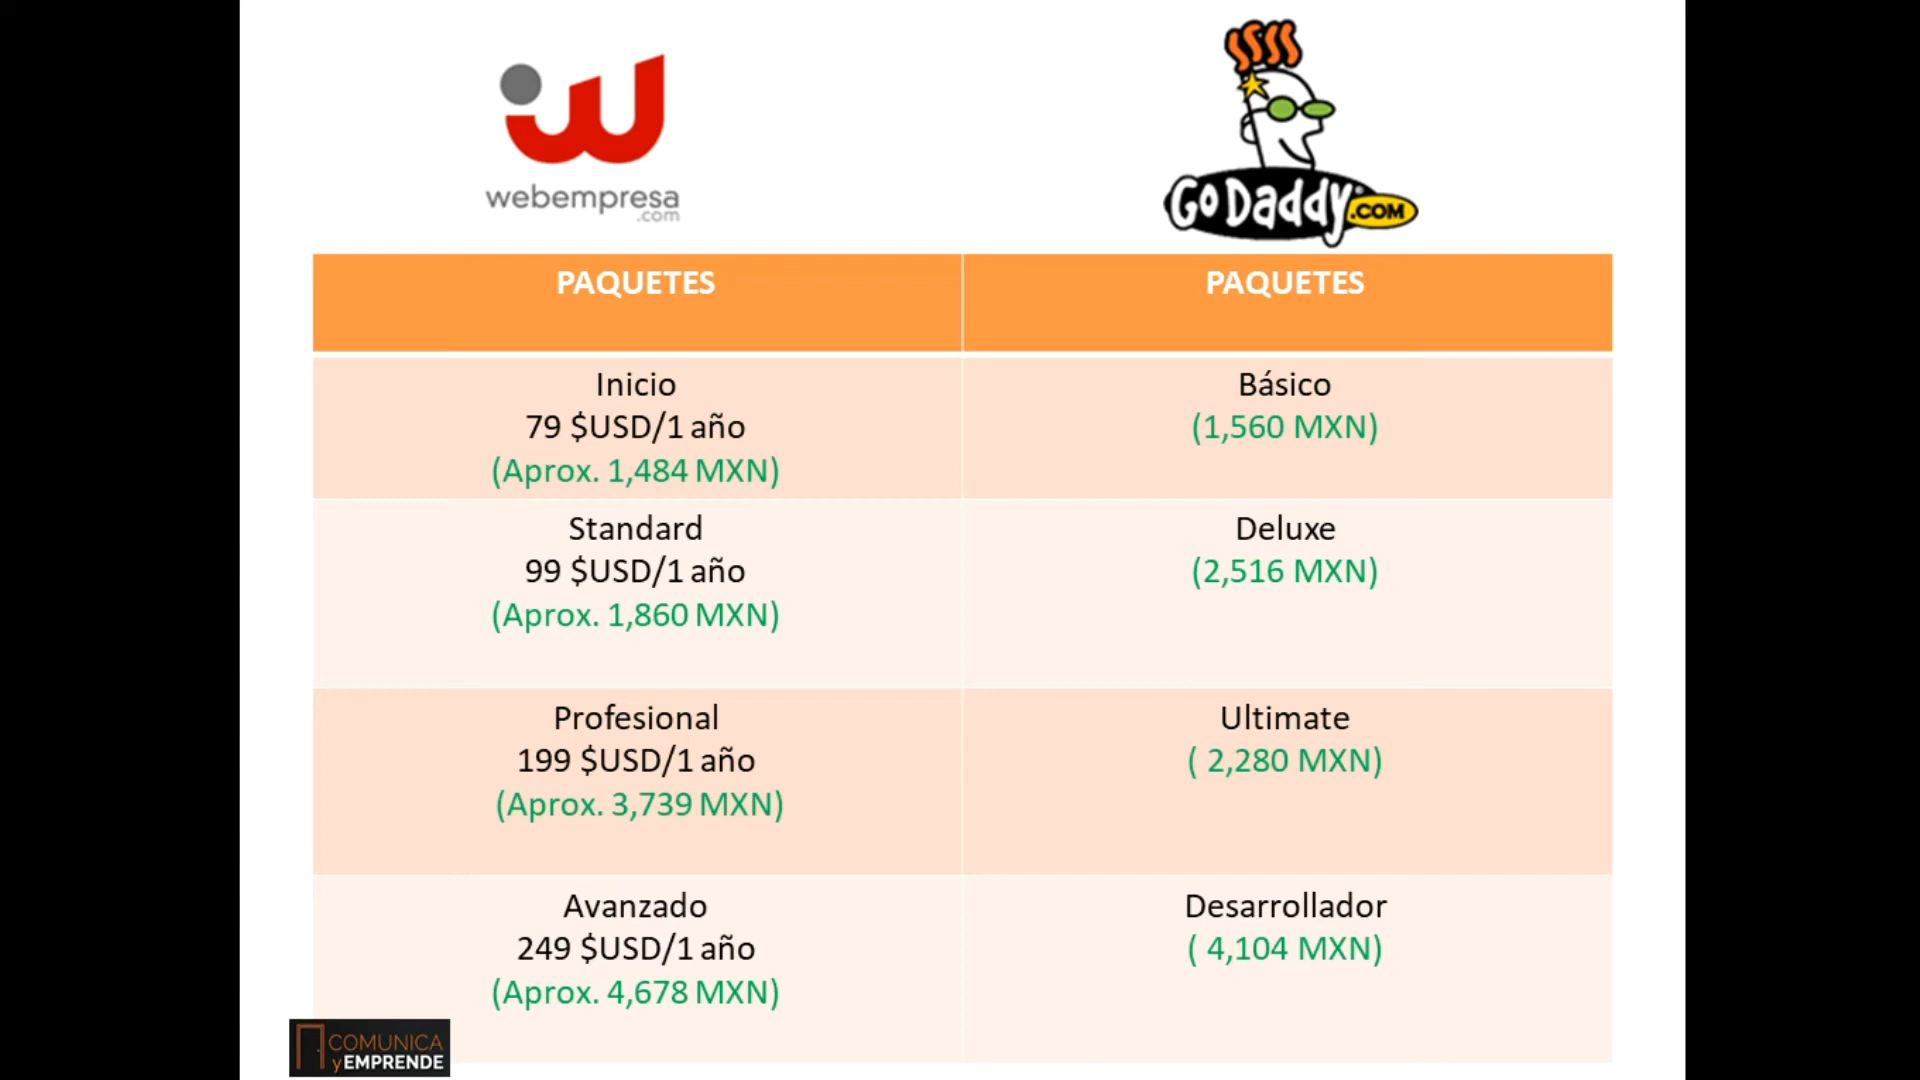 webempresa
.com
GoDaddy.COM
PAQUETES
PAQUETES
Inicio
79 $USD/1 año
(Aprox. 1,484 MXN)
Básico
(1,560 MXN)
Standard
99 $USD/1 año
(Aprox. 1,860 MXN)
Deluxe
(2,516 MXN)
Profesional
199 $USD/1 año
(Aprox. 3,739 MXN)
Ultimate
( 2,280 MXN)
Avanzado
249 $USD/1 año
(Aprox. 4,678 MXN)
Desarrollador
( 4,104 MXN)
COMUNICA
y EMPRENDE